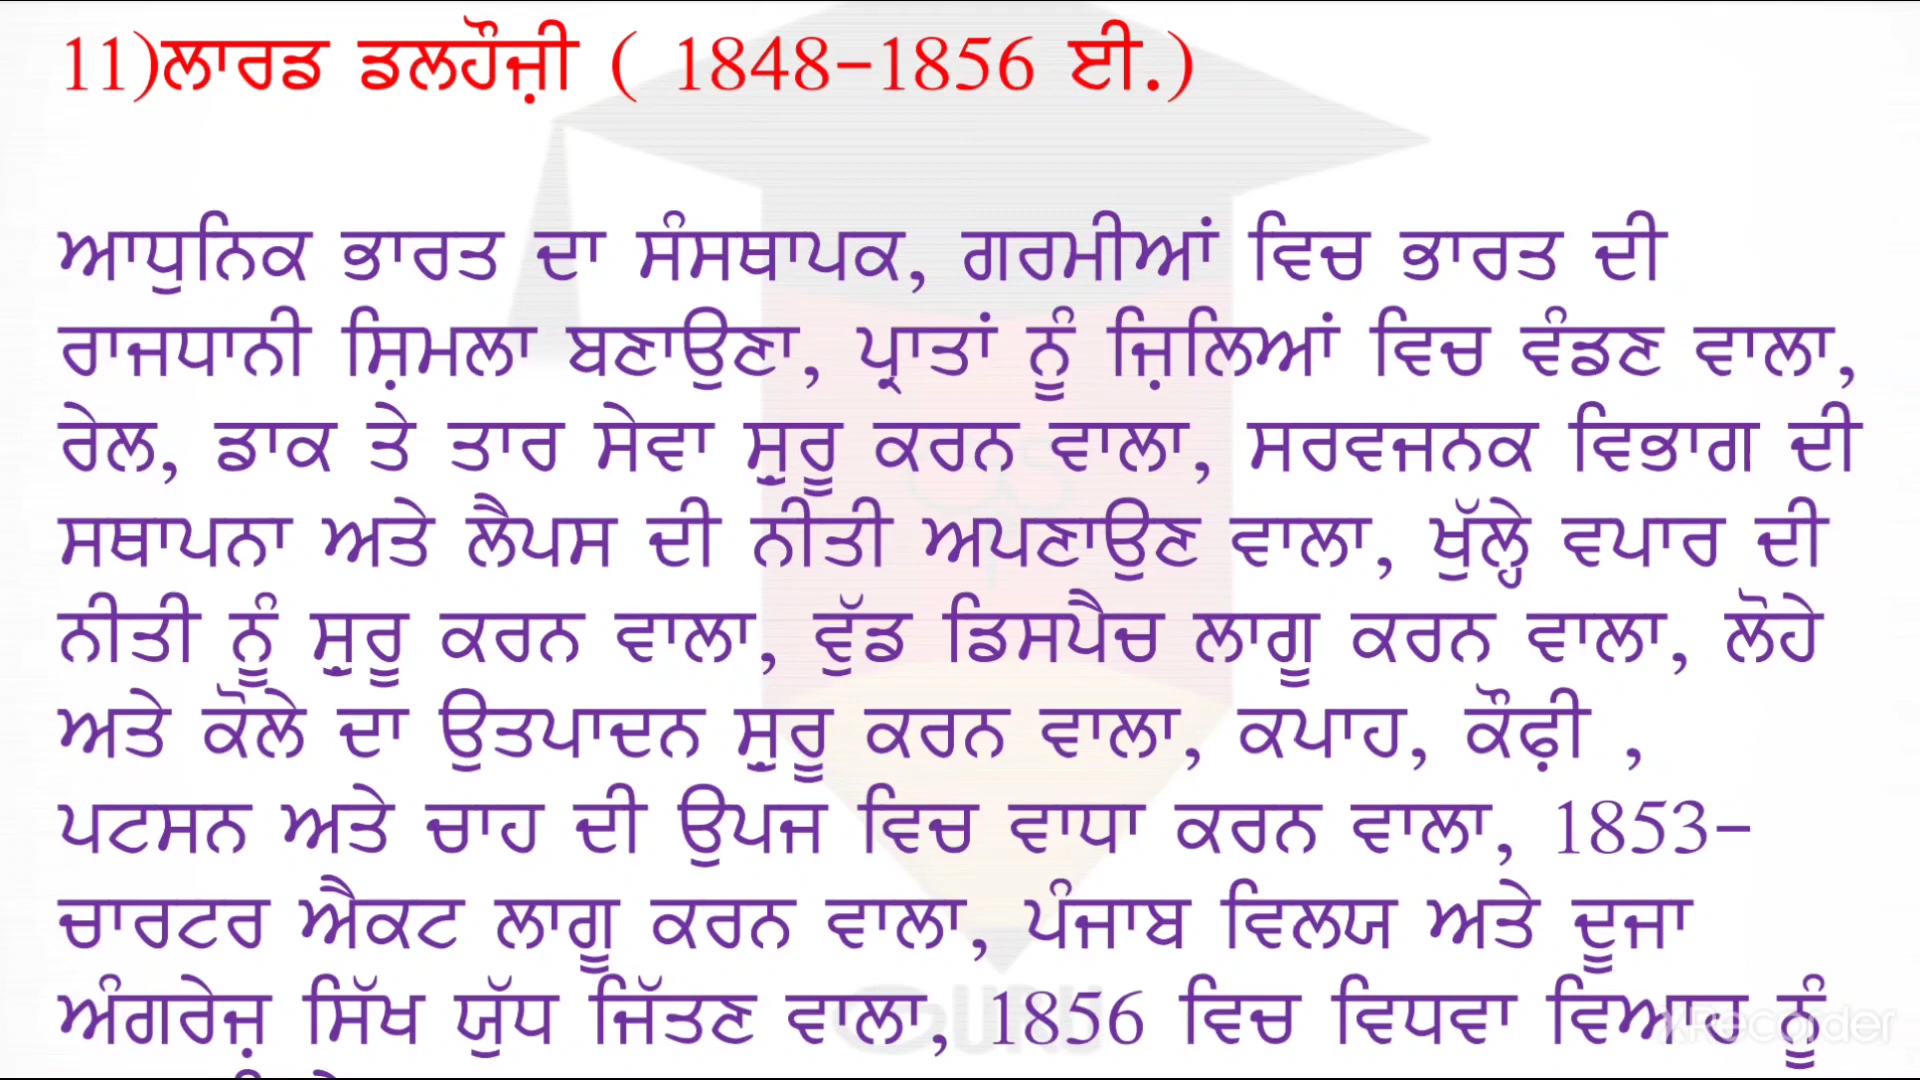 11)ਲਾਰਡ ਡਲਹੌਜ਼ੀ ( 1848-1856 ਈ.)
ਆਧੁਨਿਕ ਭਾਰਤ ਦਾ ਸੰਸਥਾਪਕ, ਗਰਮੀਆਂ ਵਿਚ ਭਾਰਤ ਦੀ
ਰਾਜਧਾਨੀ ਸ਼ਿਮਲਾ ਬਣਾਉਣਾ, ਪ੍ਰਾਤਾਂ ਨੂੰ ਜ਼ਿਲਿਆਂ ਵਿਚ ਵੰਡਣ ਵਾਲਾ,
ਰੇਲ, ਡਾਕ ਤੇ ਤਾਰ ਸੇਵਾ ਸ਼ੁਰੂ ਕਰਨ ਵਾਲਾ, ਸਰਵਜਨਕ ਵਿਭਾਗ ਦੀ
ਸਥਾਪਨਾ ਅਤੇ ਲੈਪਸ ਦੀ ਨੀਤੀ ਅਪਣਾਉਣ ਵਾਲਾ, ਖੁੱਲ੍ਹੇ ਵਪਾਰ ਦੀ
ਨੀਤੀ ਨੂੰ ਸ਼ੁਰੂ ਕਰਨ ਵਾਲਾ, ਵੁੱਡ ਡਿਸਪੈਚ ਲਾਗੂ ਕਰਨ ਵਾਲਾ, ਲੋਹੇ
ਅਤੇ ਕੋਲੇ ਦਾ ਉਤਪਾਦਨ ਸ਼ੁਰੂ ਕਰਨ ਵਾਲਾ, ਕਪਾਹ, ਕੌਫ਼ੀ ,
ਪਟਸਨ ਅਤੇ ਚਾਹ ਦੀ ਉਪਜ ਵਿਚ ਵਾਧਾ ਕਰਨ ਵਾਲਾ, 1853-
ਚਾਰਟਰ ਐਕਟ ਲਾਗੂ ਕਰਨ ਵਾਲਾ, ਪੰਜਾਬ ਵਿਲਯ ਅਤੇ ਦੂਜਾ
ਅੰਗਰੇਜ਼ ਸਿੱਖ ਯੁੱਧ ਜਿੱਤਣ ਵਾਲਾ, 1856 ਵਿਚ ਵਿਧਵਾ ਵਿਆਹ ਨੂੰ
XRecorder